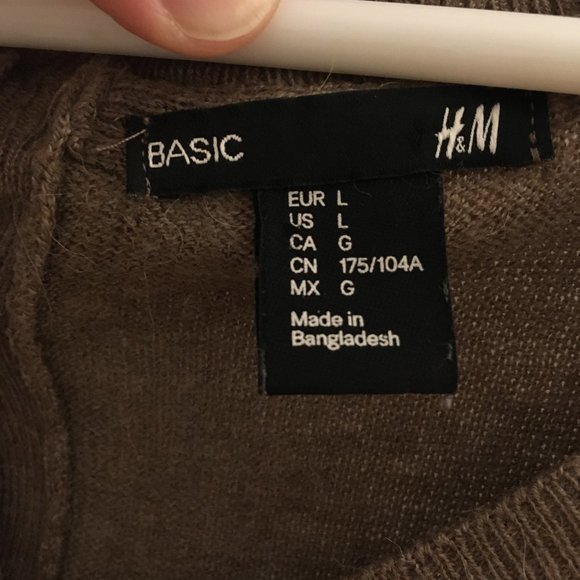 BASIC H&M
EUR L
US L
CA G
CN 175/104A
MX G
Made in
Bangladesh